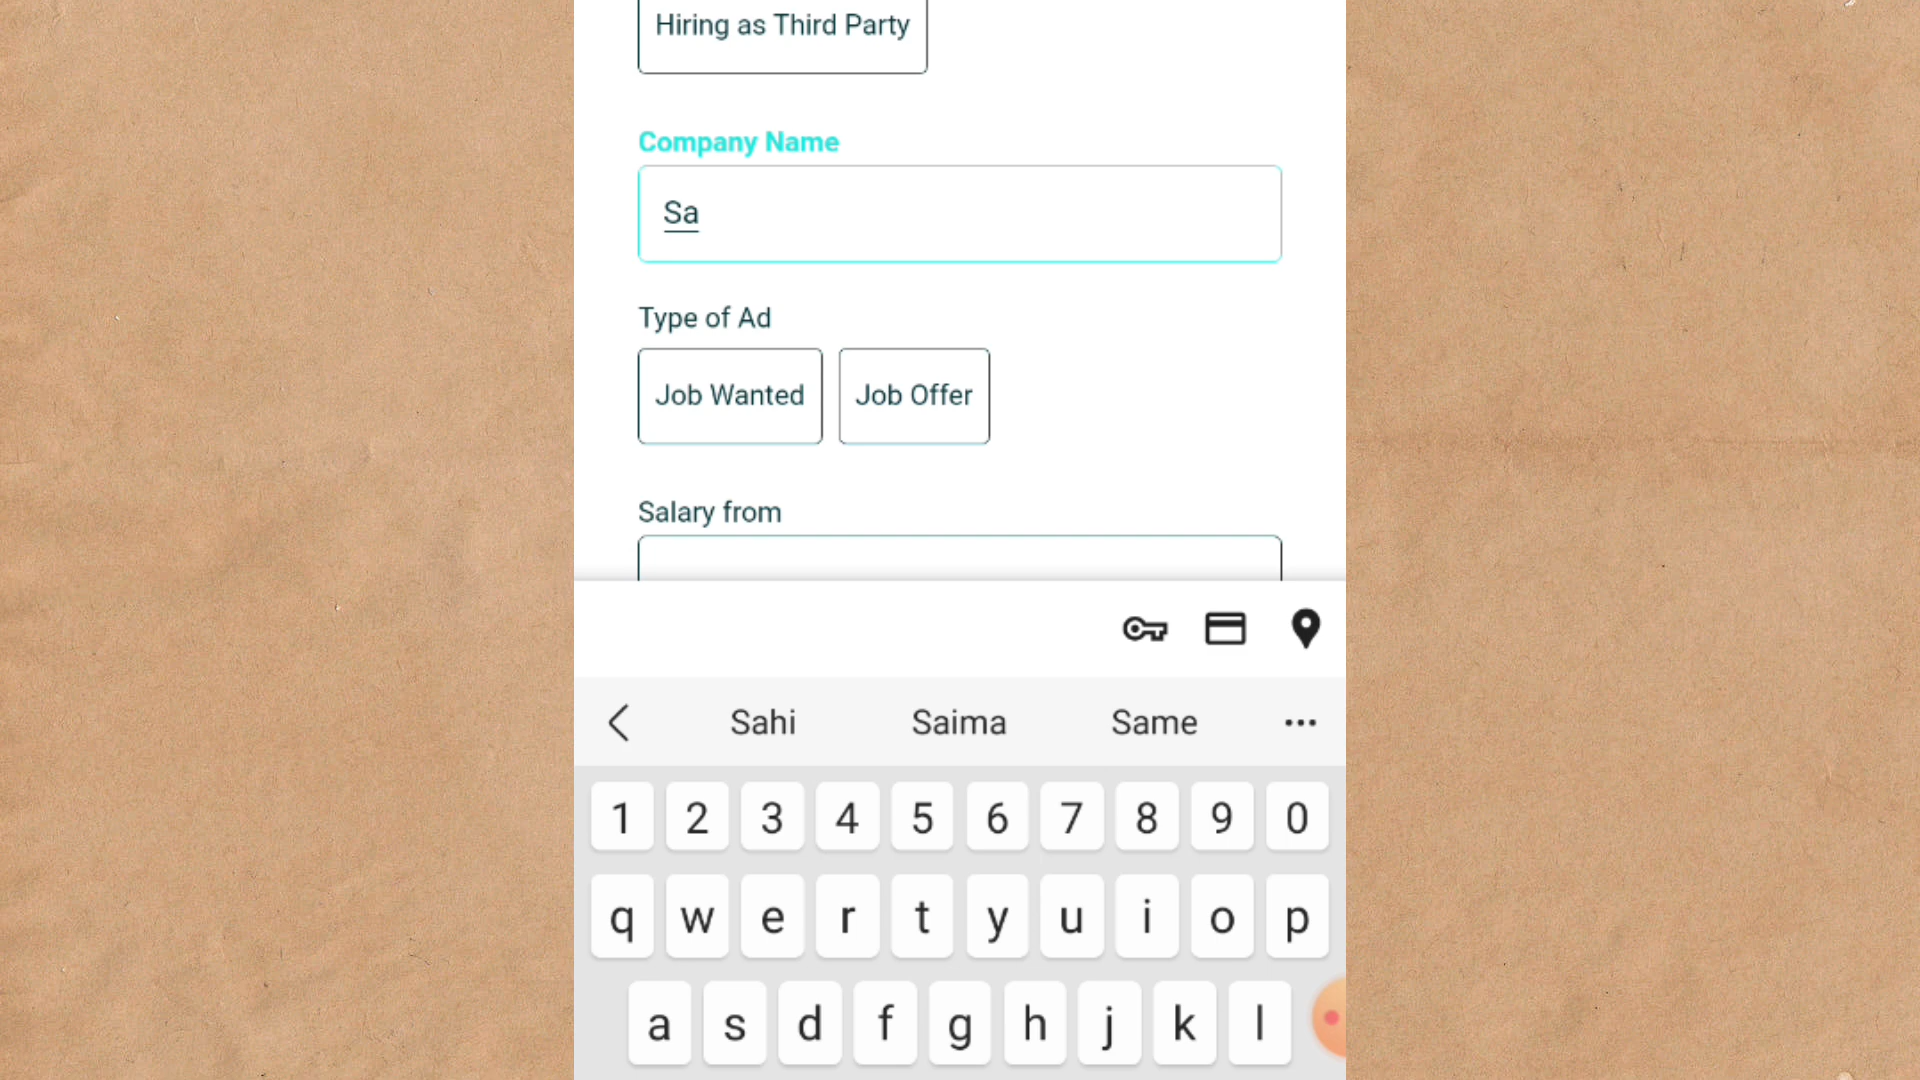 Hiring as Third Party
Company Name
Sa
Type of Ad
Job Wanted Job Offer
Salary from
Sahi Saima Same
1 2 3 4 5 6 7 8 9 0
q w e r t y u i o p
a s d f g h j k l